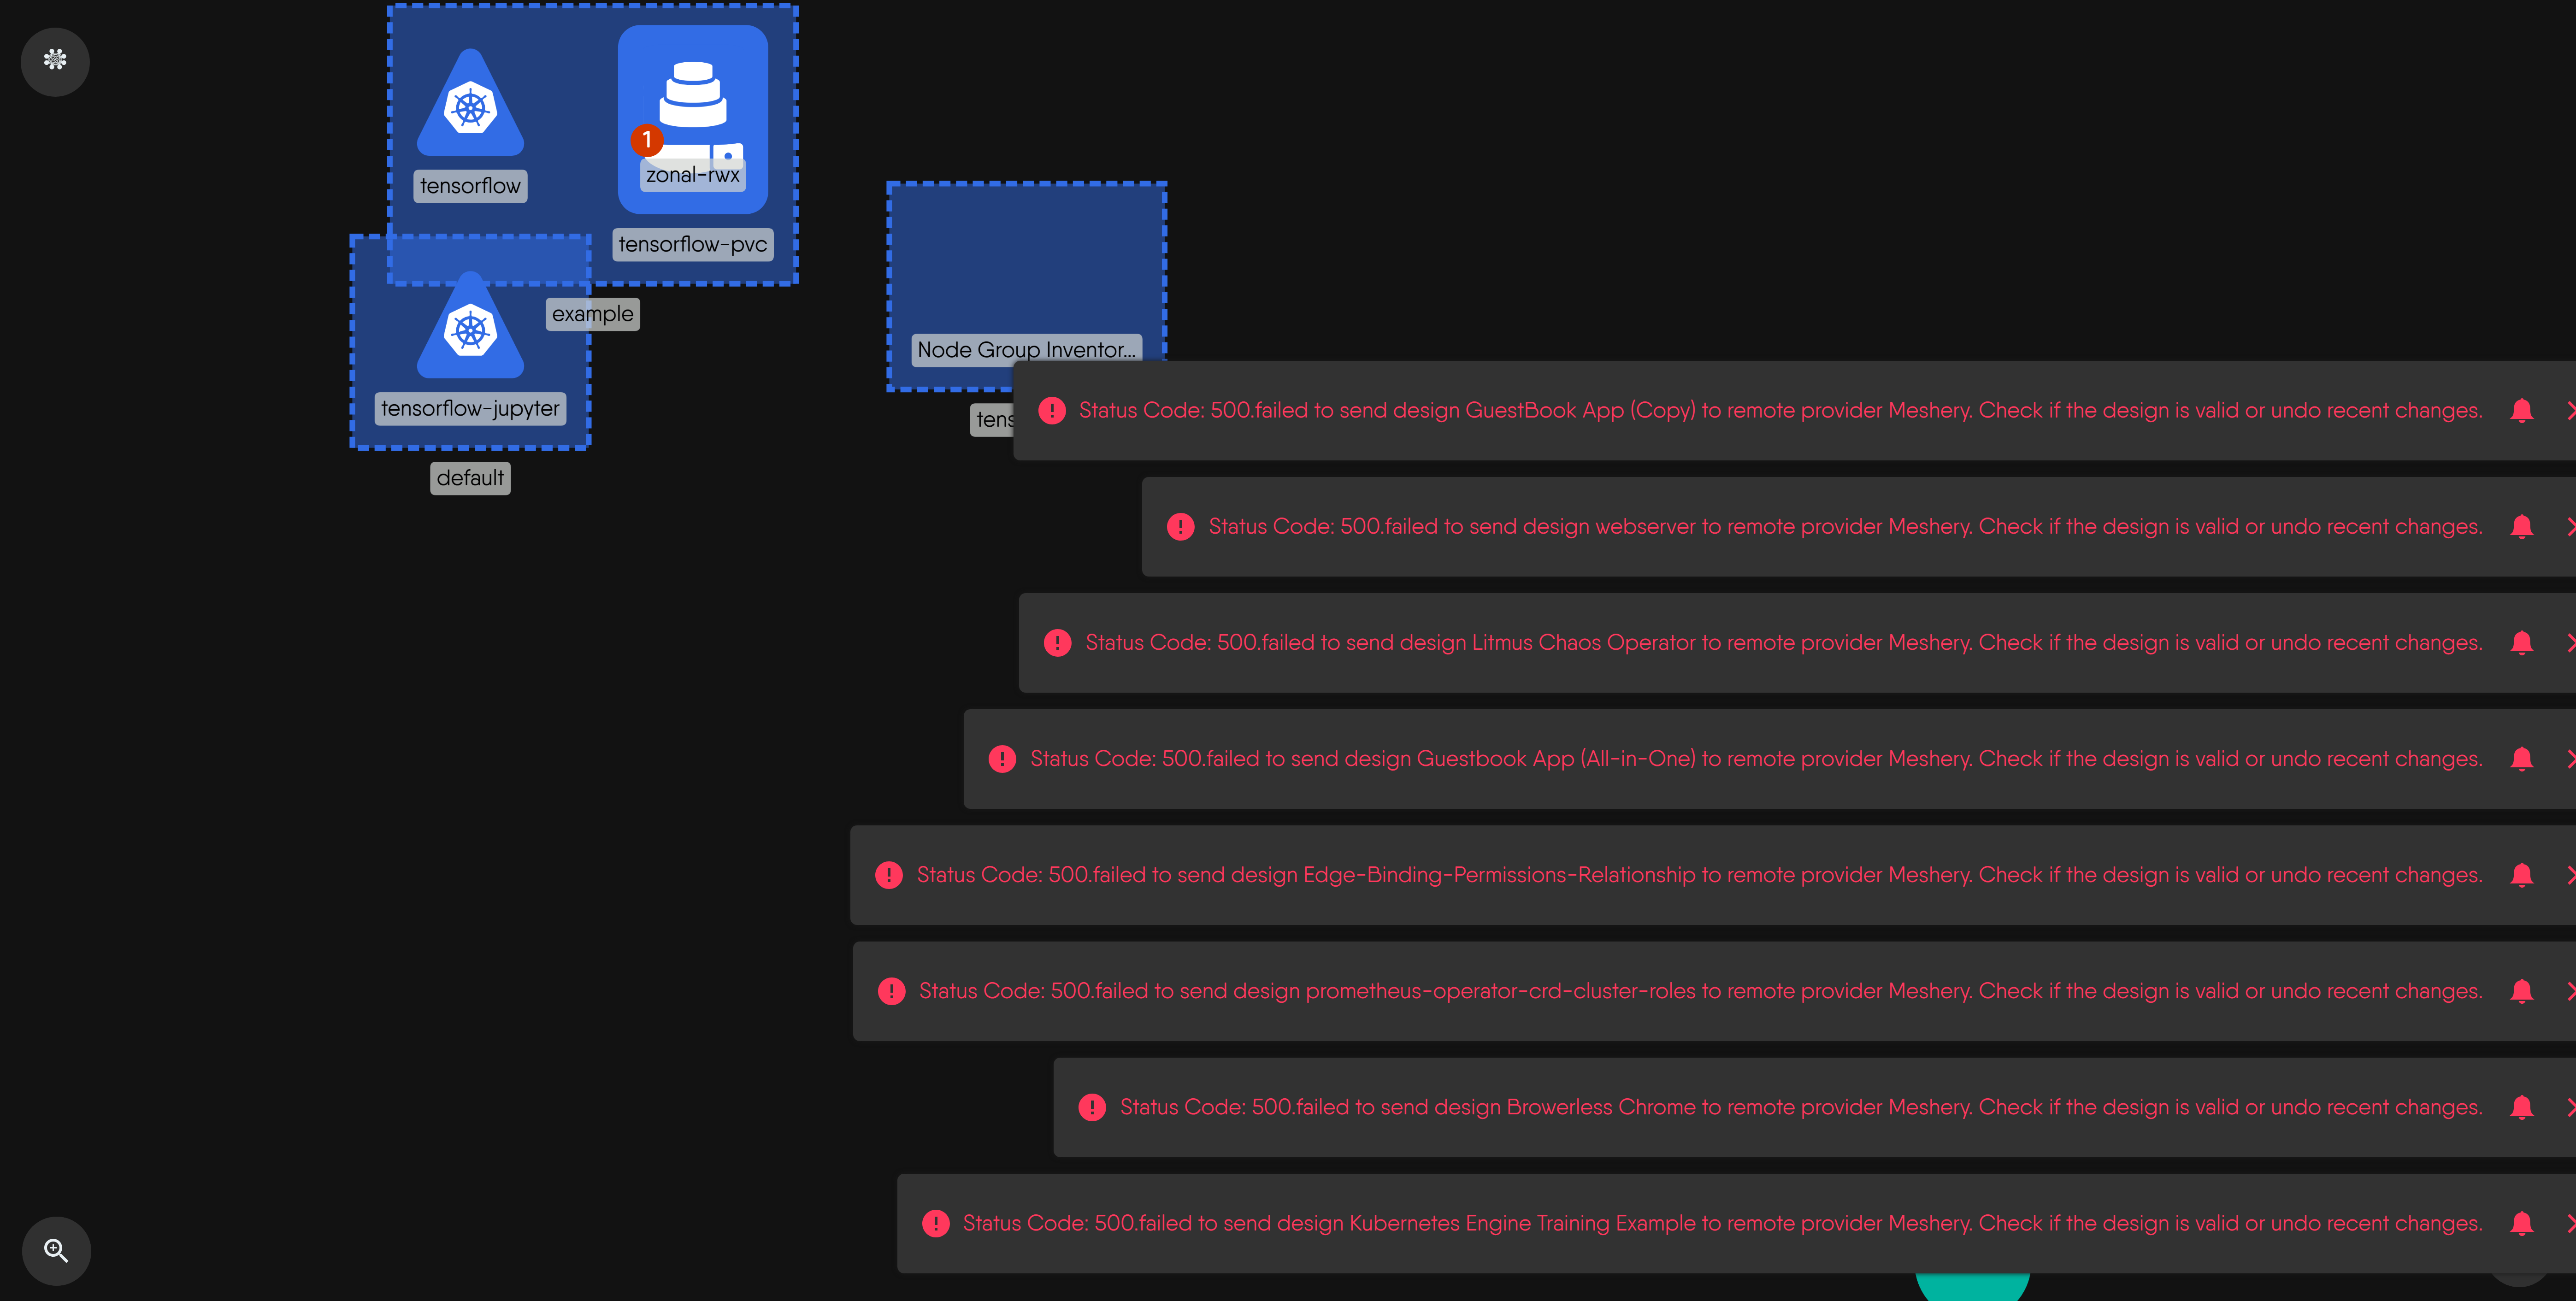 1
zonal-rwx
tensorflow
tensorflow-pvc
example
tensorflow-jupyter
default
Node Group Inventor...
tens
Status Code: 500.failed to send design GuestBook App (Copy) to remote provider Meshery. Check if the design is valid or undo recent changes.
Status Code: 500.failed to send design webserver to remote provider Meshery. Check if the design is valid or undo recent changes.
Status Code: 500.failed to send design Litmus Chaos Operator to remote provider Meshery. Check if the design is valid or undo recent changes.
Status Code: 500.failed to send design Guestbook App (All-in-One) to remote provider Meshery. Check if the design is valid or undo recent changes.
Status Code: 500.failed to send design Edge-Binding-Permissions-Relationship to remote provider Meshery. Check if the design is valid or undo recent changes.
Status Code: 500.failed to send design prometheus-operator-crd-cluster-roles to remote provider Meshery. Check if the design is valid or undo recent changes.
Status Code: 500.failed to send design Browerless Chrome to remote provider Meshery. Check if the design is valid or undo recent changes.
Status Code: 500.failed to send design Kubernetes Engine Training Example to remote provider Meshery. Check if the design is valid or undo recent changes.